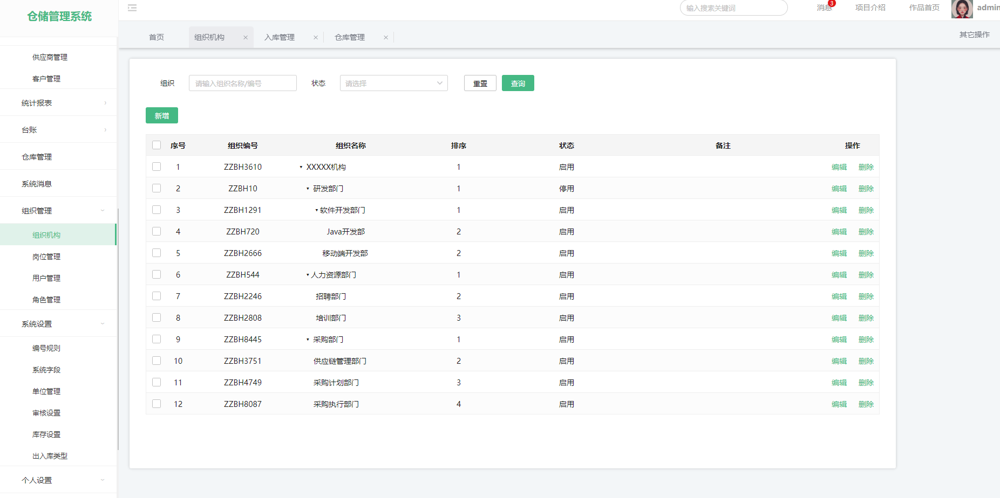 仓储管理系统
输入搜索关键词
消息
3
项目介绍
作品首页
admin
首页
组织机构
入库管理
仓库管理
其它操作
供应商管理
客户管理
统计报表
台账
仓库管理
系统消息
组织管理
组织机构
岗位管理
用户管理
角色管理
系统设置
编号规则
系统字段
单位管理
审核设置
库存设置
出入库类型
个人设置
组织 请输入组织名称/编号 状态 请选择 重置 查询
新增
序号 组织编号 组织名称 排序 状态 备注 操作
1 ZZBH3610 ▾ XXXXX机构 1 启用 编辑 删除
2 ZZBH10 ▾ 研发部门 1 停用 编辑 删除
3 ZZBH1291 ▾ 软件开发部门 1 启用 编辑 删除
4 ZZBH720 Java开发部 2 启用 编辑 删除
5 ZZBH2666 移动端开发部 2 启用 编辑 删除
6 ZZBH544 ▾ 人力资源部门 1 启用 编辑 删除
7 ZZBH2246 招聘部门 2 启用 编辑 删除
8 ZZBH2808 培训部门 3 启用 编辑 删除
9 ZZBH8445 ▾ 采购部门 1 启用 编辑 删除
10 ZZBH3751 供应链管理部门 2 启用 编辑 删除
11 ZZBH4749 采购计划部门 3 启用 编辑 删除
12 ZZBH8087 采购执行部门 4 启用 编辑 删除